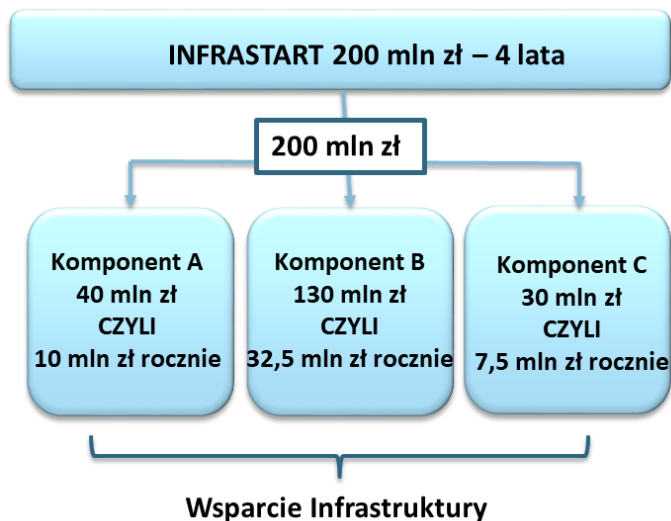 INFRASTART 200 mln zł – 4 lata
200 mln zł
Komponent A
40 mln zł
CZYLI
10 mln zł rocznie
Komponent B
130 mln zł
CZYLI
32,5 mln zł rocznie
Komponent C
30 mln zł
CZYLI
7,5 mln zł rocznie
Wsparcie Infrastruktury